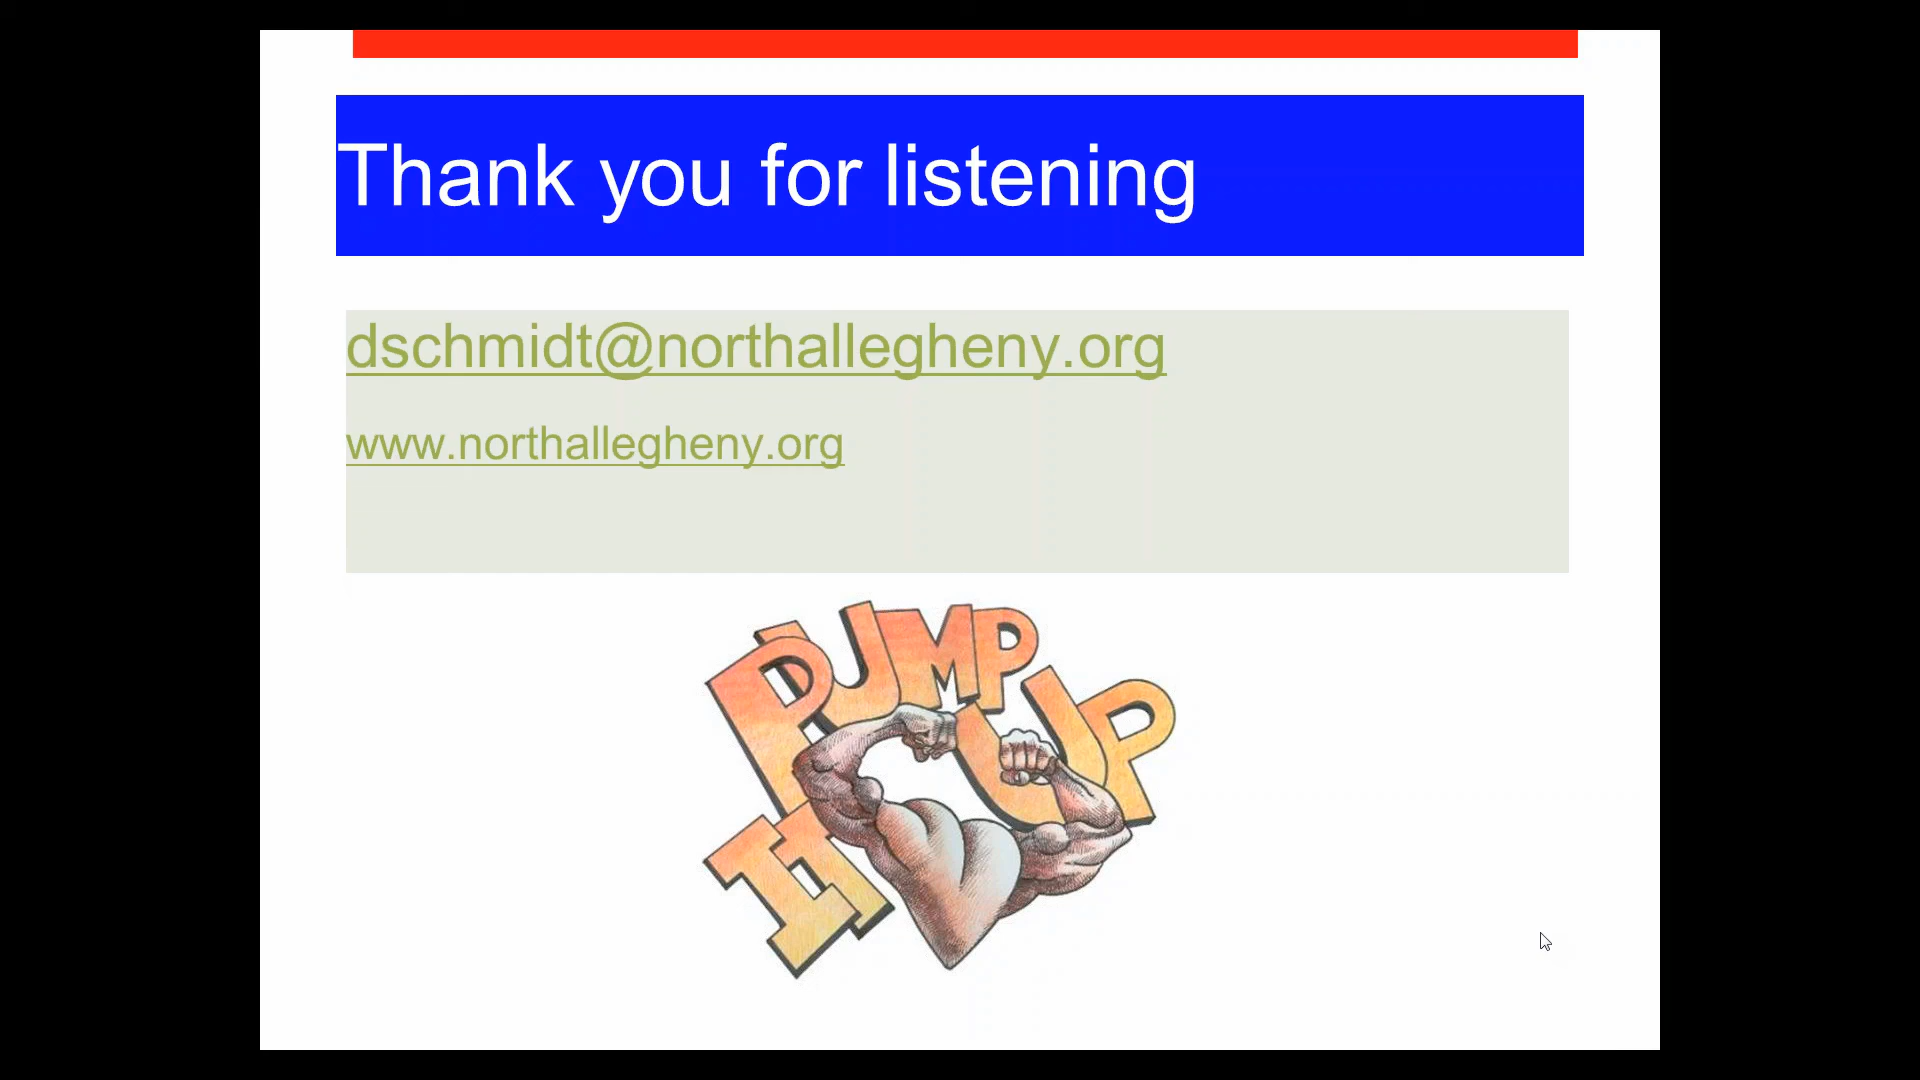 Thank you for listening
dschmidt@northallegheny.org
www.northallegheny.org
PUMP
IT UP